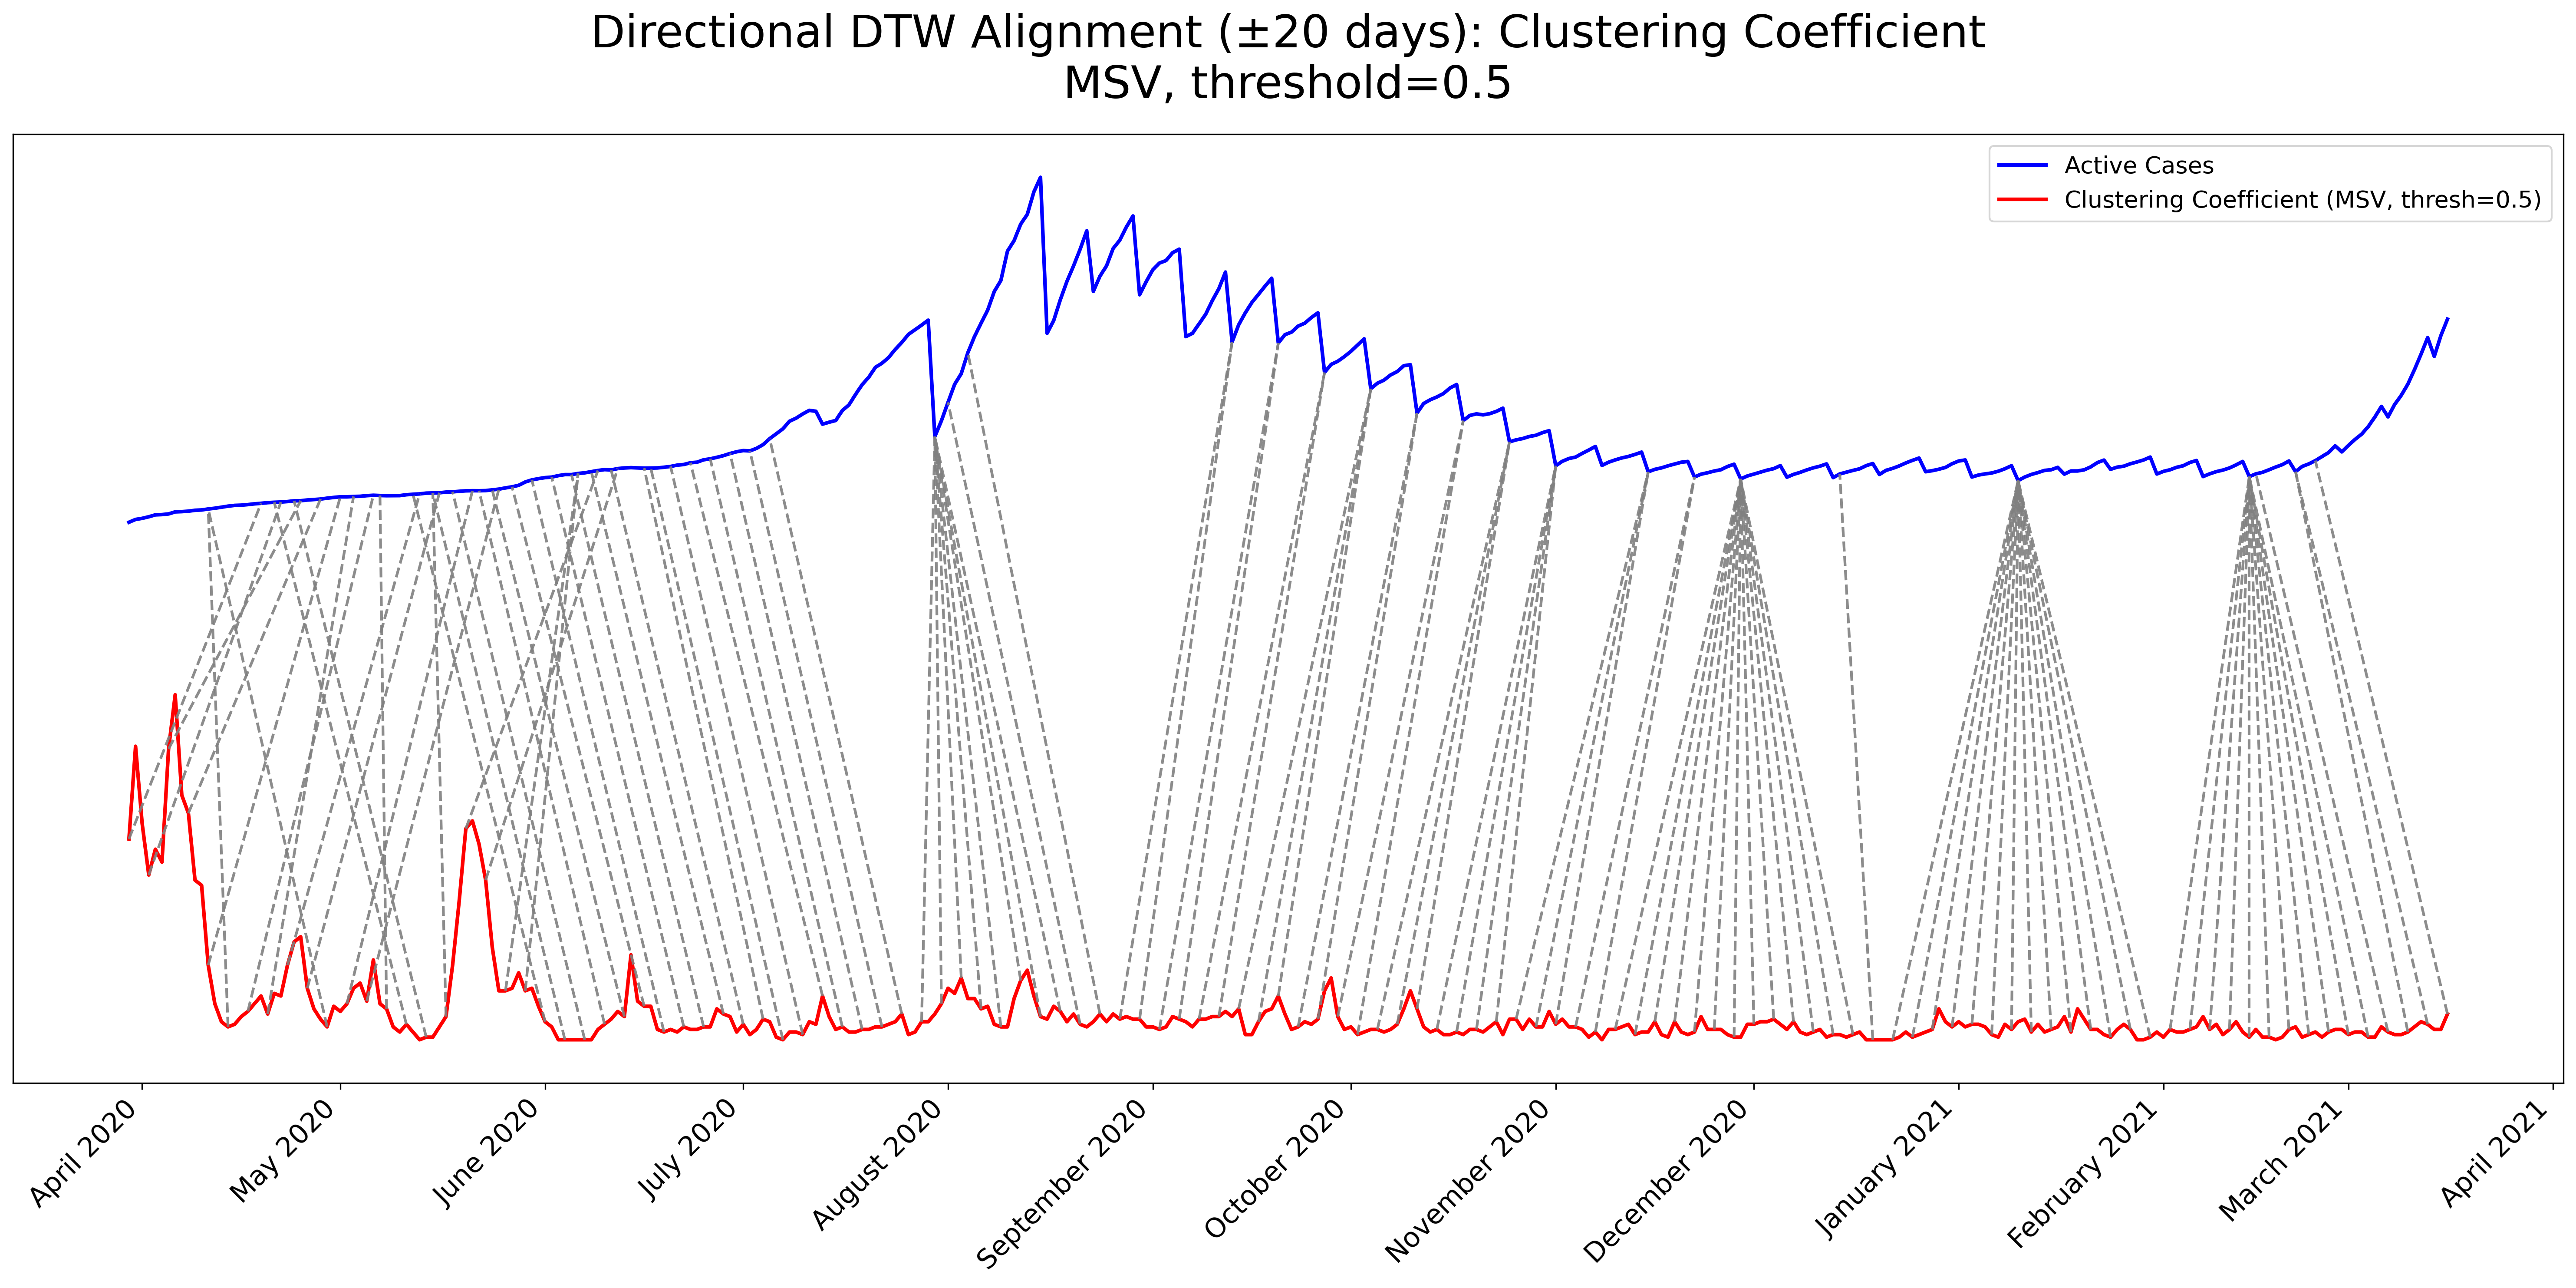 Directional DTW Alignment (±20 days): Clustering Coefficient
MSV, threshold=0.5
Active Cases
Clustering Coefficient (MSV, thresh=0.5)
April 2020
May 2020
June 2020
July 2020
August 2020
September 2020
October 2020
November 2020
December 2020
January 2021
February 2021
March 2021
April 2021